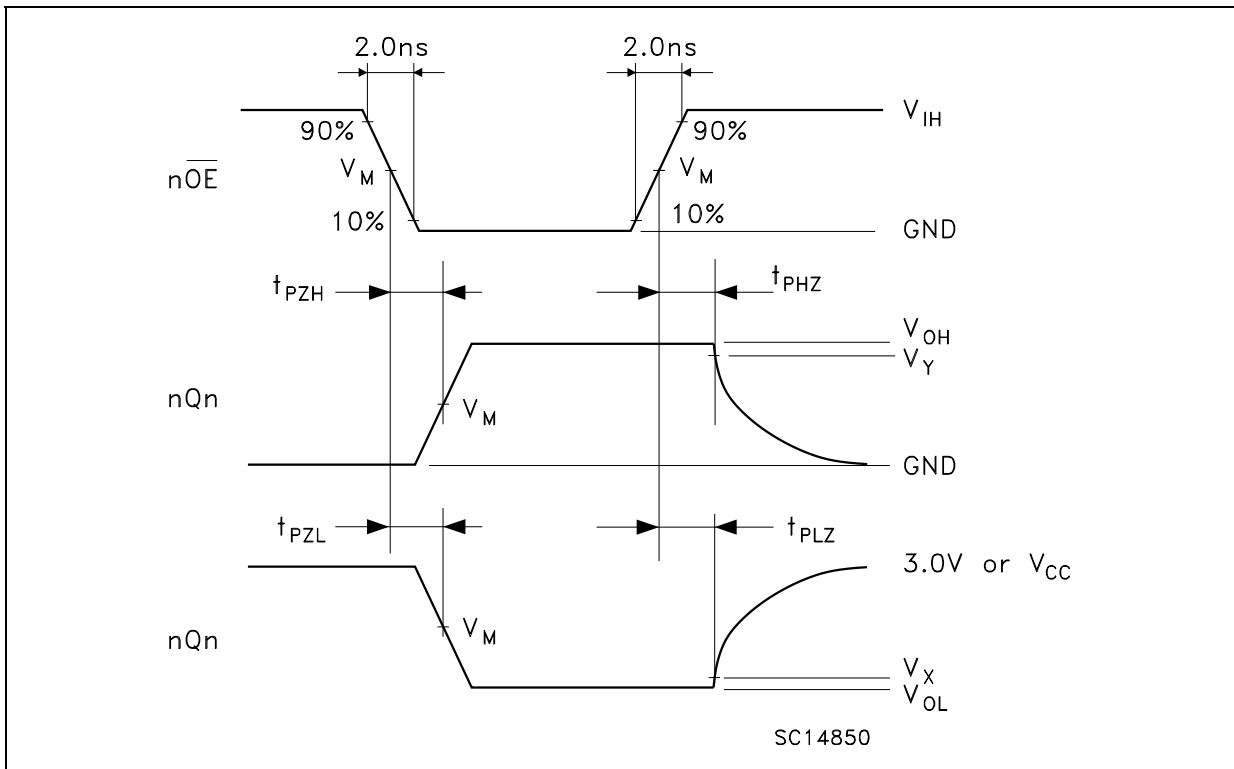 2.0ns 2.0ns
V_IH
90% 90%
V_M V_M
nO̅E̅
10% 10%
GND
t_PZH t_PHZ
V_OH
V_Y
nQn
V_M
GND
t_PZL t_PLZ
3.0V or V_CC
V_M
nQn
V_X
V_OL
SC14850